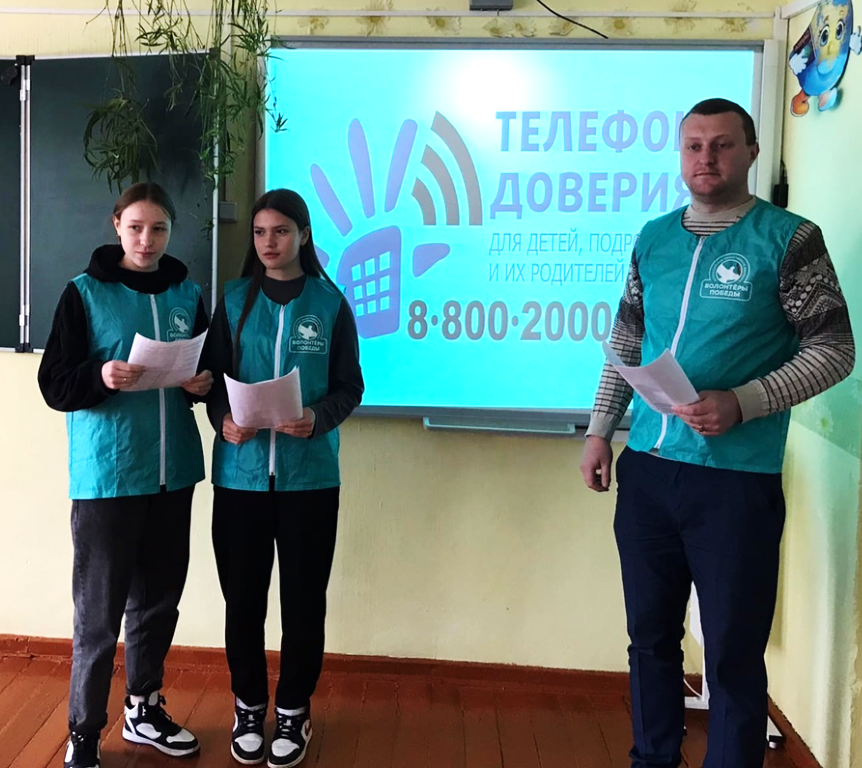 ТЕЛЕФО
ДОВЕРИЯ
ДЛЯ ДЕТЕЙ, ПОДРО
И ИХ РОДИТЕЛЕЙ
8-800-2000
ВОЛОНТЁРЫ
ПОБЕДЫ
ВОЛОНТЁРЫ
ПОБЕДЫ
ВОЛОНТЁРЫ
ПОБЕДЫ